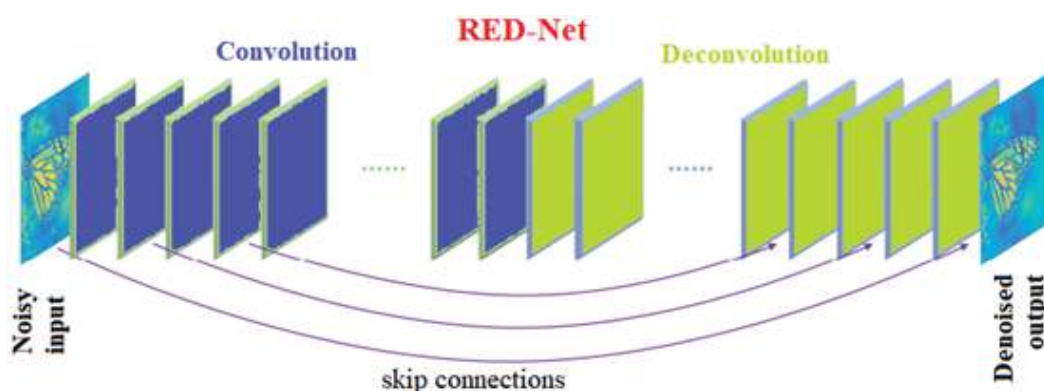 RED-Net
Convolution
Deconvolution
......
......
Noisy
input
Denoised
output
skip connections